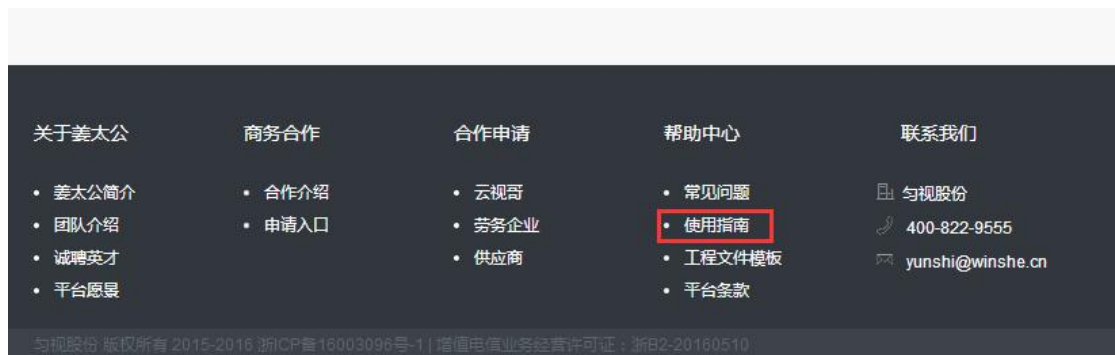 关于姜太公
• 姜太公简介
• 团队介绍
• 诚聘英才
• 平台愿景
商务合作
• 合作介绍
• 申请入口
合作申请
• 云视哥
• 劳务企业
• 供应商
帮助中心
• 常见问题
• 使用指南
• 工程文件模板
• 平台条款
联系我们
匀视股份
400-822-9555
yunshi@winshe.cn
匀视股份 版权所有 2015-2016 浙ICP备16003096号-1 | 增值电信业务经营许可证：浙B2-20160510